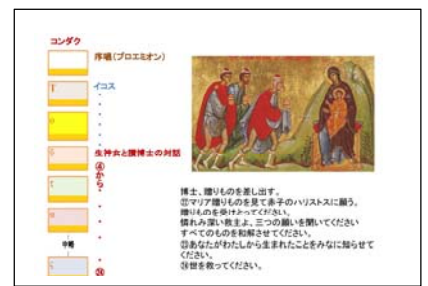 コンダク
序唱(プロエミオン)
イコス
生神女と博士の対話
④から
中略
㉔
博士、贈りものを差し出す。
㉒マリア贈りものを見て赤子のハリストスに願う。
贈りものを受けとってください。
憐れみ深い救主よ、三つの願いを聞いてください
すべてのものを和解させてください。
㉓あなたがわたしから生まれたことをみなに知らせて
ください。
㉔世を救ってください。